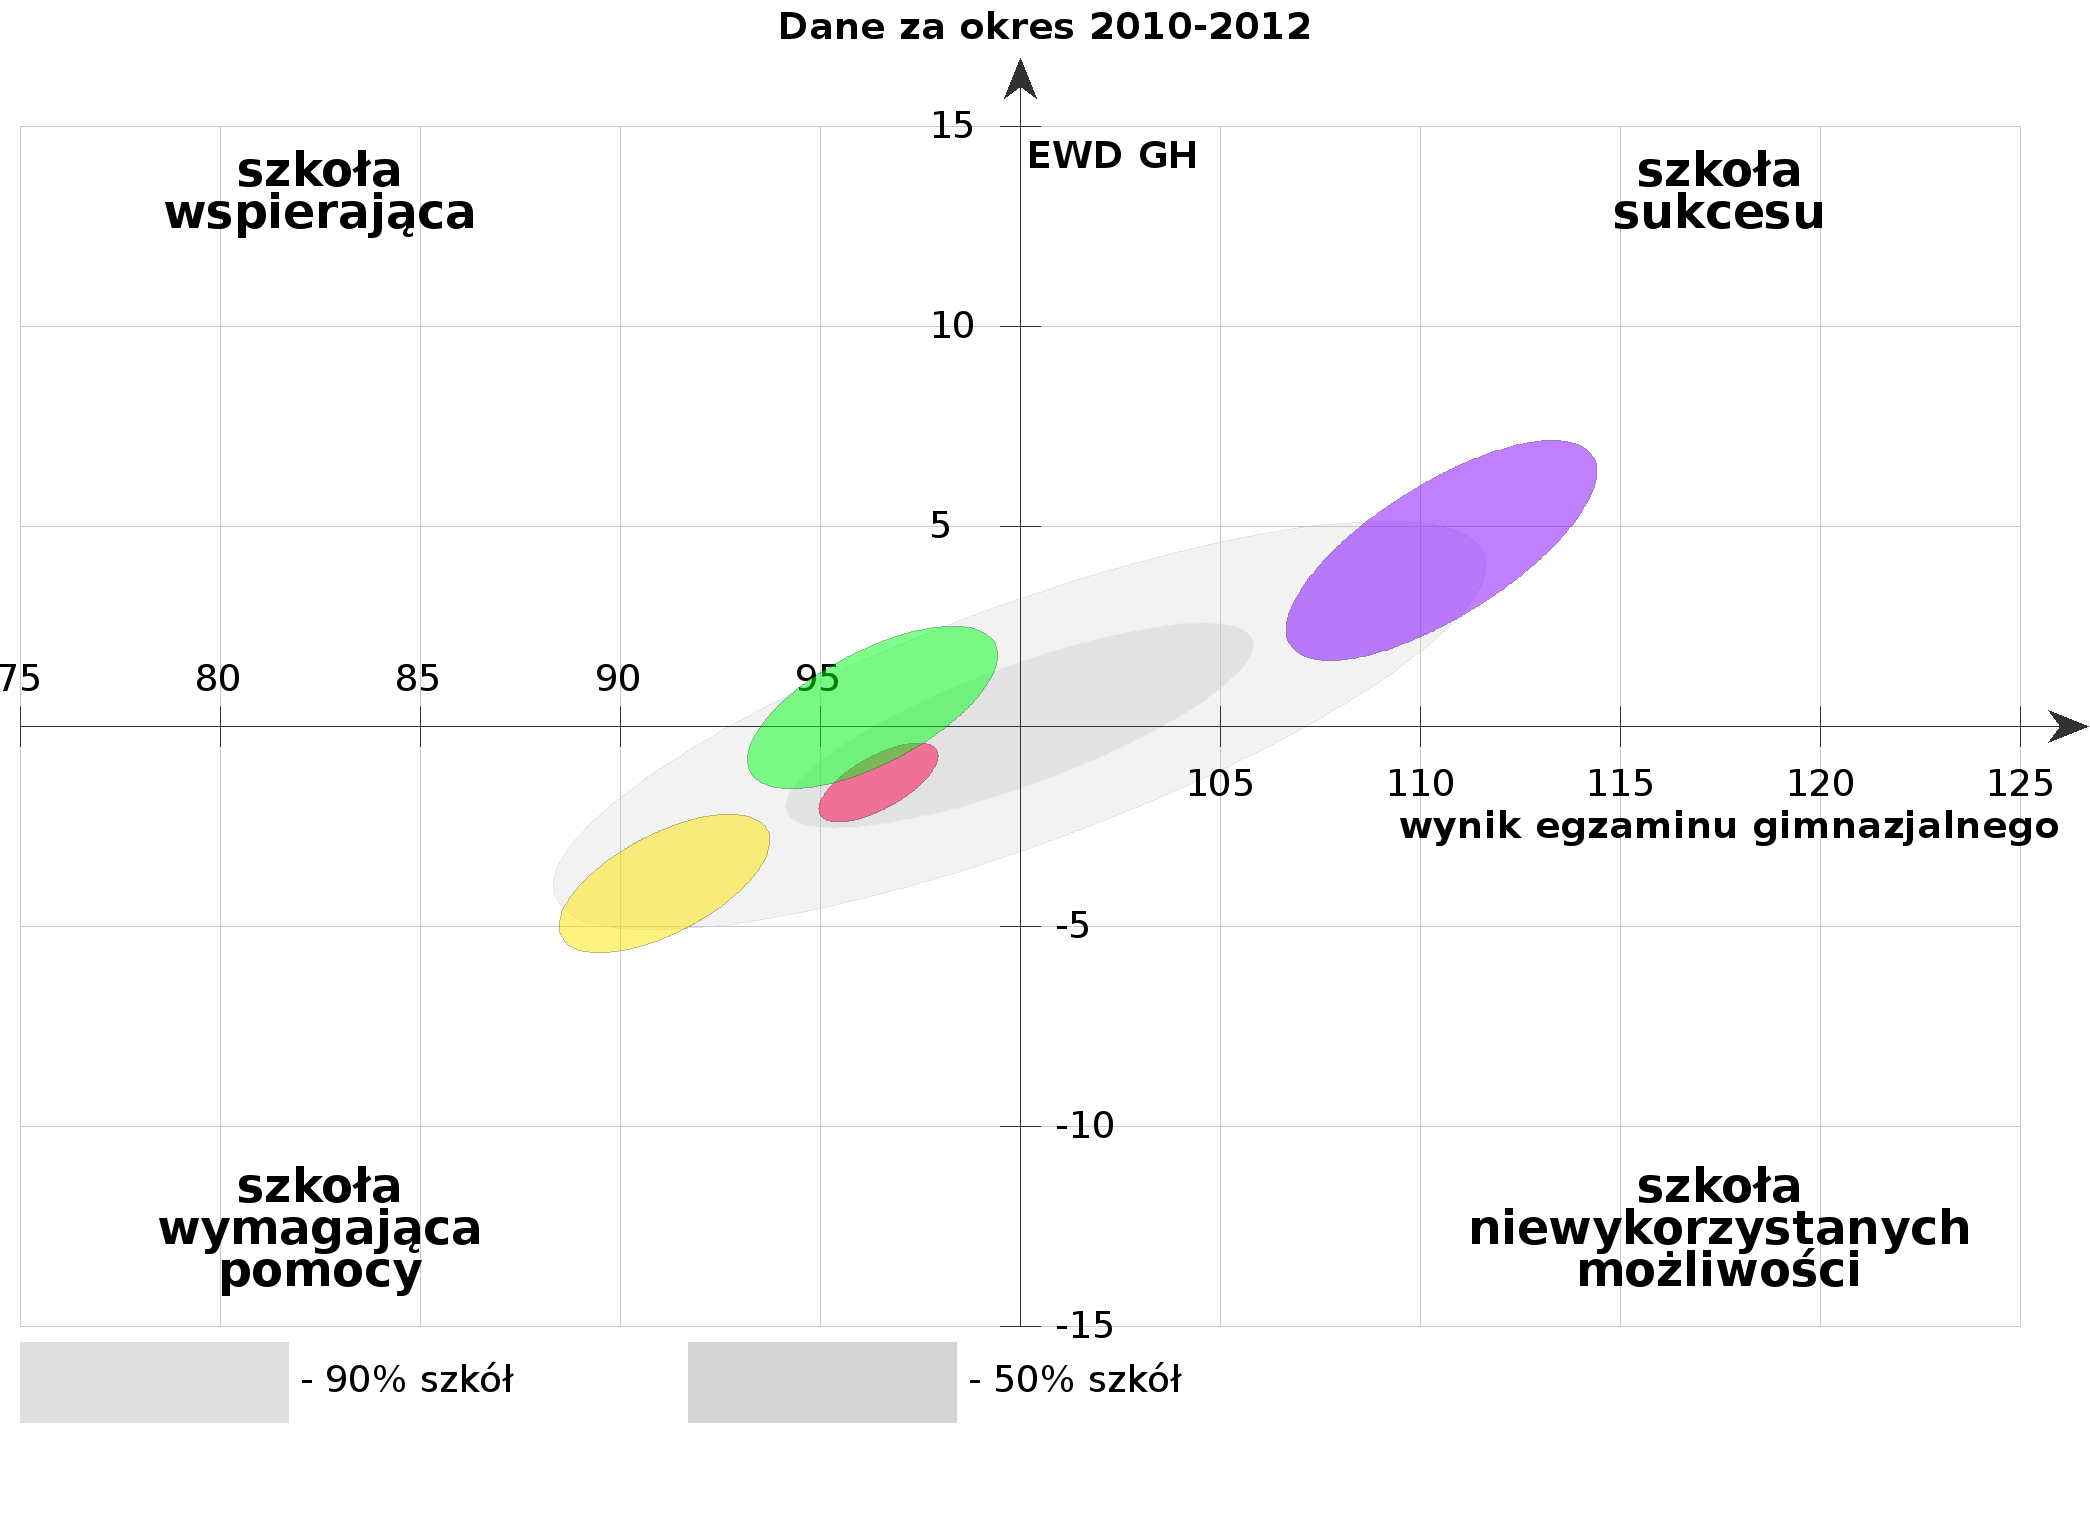 Dane za okres 2010-2012
15
EWD GH
szkoła
wspierająca
szkoła
sukcesu
10
5
75 80 85 90 95
105 110 115 120 125
wynik egzaminu gimnazjalnego
-5
-10
szkoła
wymagająca
pomocy
szkoła
niewykorzystanych
możliwości
-15
- 90% szkół
- 50% szkół